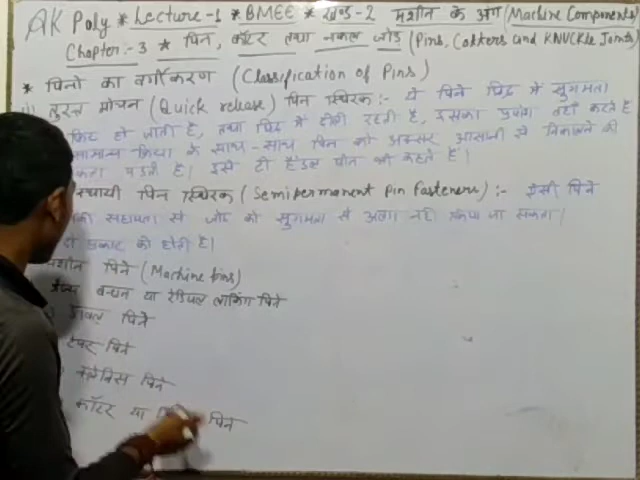 AK Poly * Lecture-1 * BMEE * खण्ड-2 मशीन के अंग (Machine Components)
Chapter:-3 * पिन, कॉटर तथा नकल जोड़ (Pins, Cotters and KNUCKle Joints)
* पिनों का वर्गीकरण (Classification of Pins)
तुरन्त मोचन (Quick release) पिन स्थिरक:- ये पिनें छिद्र में सुगमता
फिट हो जाती है, तथा छिद्र में ढीली रहती है, इसका प्रयोग वहाँ करते है
सामान्य क्रिया के साथ-साथ पिन को अक्सर आसानी से निकालने की
पड़ती है। इसे टी हैंडल पिन भी कहते है।
स्थायी पिन स्थिरक (Semipermanent Pin Fasteners) :- ऐसी पिनें
की सहायता से जोड़ को सुगमता से अलग नहीं किया जा सकता।
प्रकार की होती है।
मशीन पिनें (Machine Pins)
बन्धन या रेडियल लॉकिंग पिनें
डावल पिनें
टेपर पिनें
क्लेविस पिनें
कॉटर या पिन